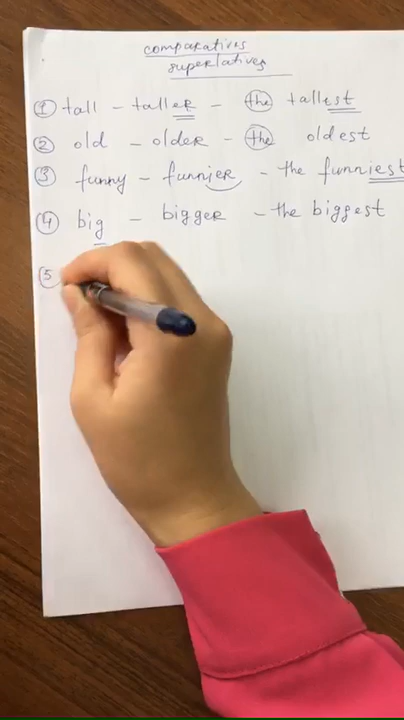 comparatives
superlatives
① tall - taller - the tallest
② old - older - the oldest
③ funny - funnier - the funniest
④ big - bigger - the biggest
⑤